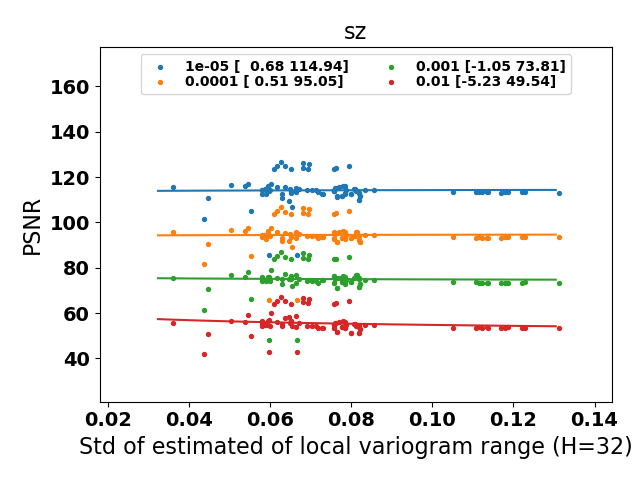 sz
1e-05 [  0.68 114.94]
0.0001 [ 0.51 95.05]
0.001 [-1.05 73.81]
0.01 [-5.23 49.54]
PSNR
160
140
120
100
80
60
40
0.02 0.04 0.06 0.08 0.10 0.12 0.14
Std of estimated of local variogram range (H=32)